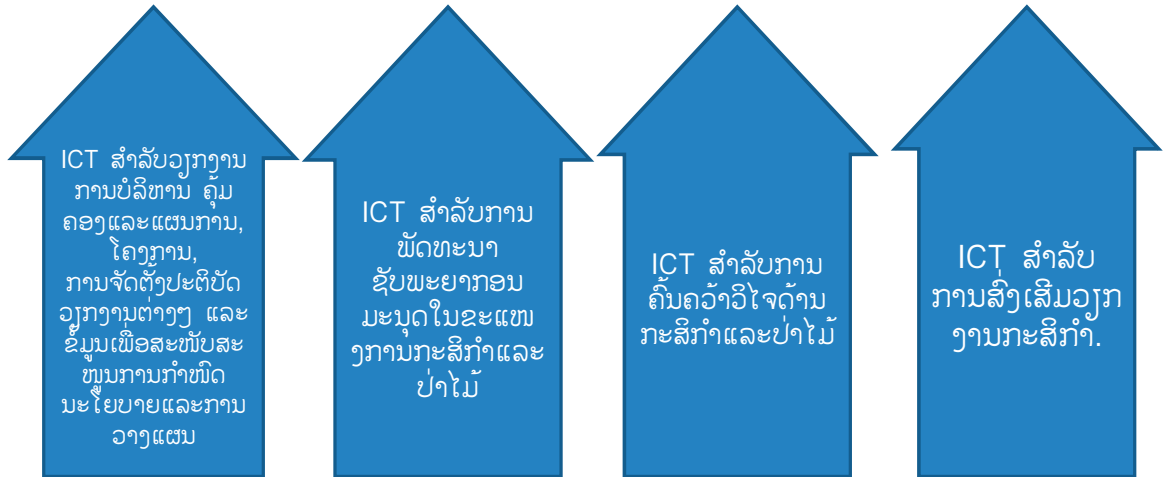 ICT ສຳລັບວຽກງານ
ການບໍລິຫານ ຄຸ້ມ
ຄອງແລະແຜນການ,
ໂຄງການ,
ການຈັດຕັ້ງປະຕິບັດ
ວຽກງານຕ່າງໆ ແລະ
ຂໍ້ມູນເພື່ອສະໜັບສະ
ໜູນການກຳໜົດ
ນະໂຍບາຍແລະການ
ວາງແຜນ
ICT ສຳລັບການ
ພັດທະນາ
ຊັບພະຍາກອນ
ມະນຸດໃນຂະແໜ
ງການກະສິກຳແລະ
ປ່າໄມ້
ICT ສຳລັບການ
ຄົ້ນຄວ້າວິໄຈດ້ານ
ກະສິກຳແລະປ່າໄມ້
ICT ສຳລັບ
ການສົ່ງເສີມວຽກ
ງານກະສິກຳ.